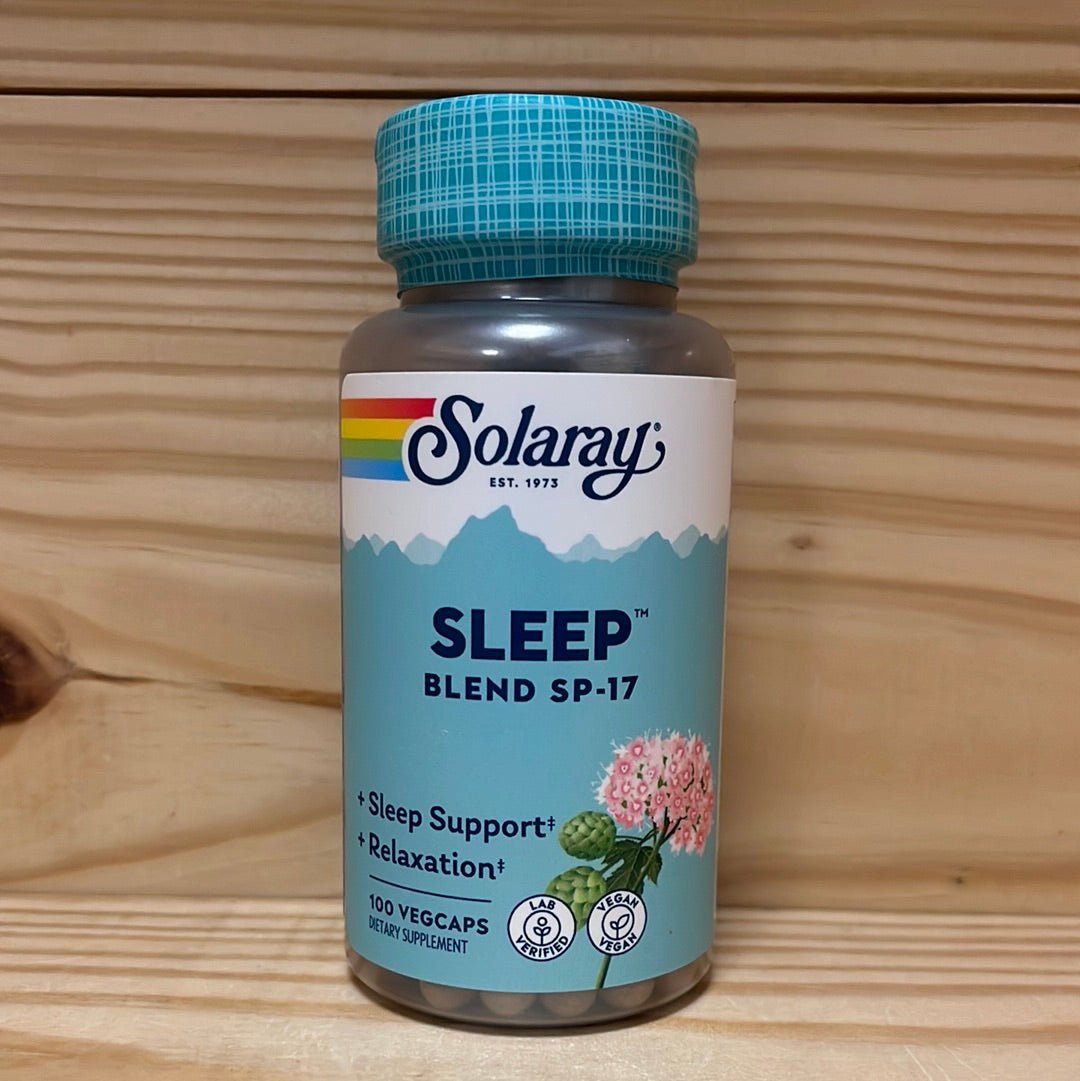 Solaray®
EST. 1973
SLEEP™
BLEND SP-17
+ Sleep Support‡
+ Relaxation‡
100 VEGCAPS
DIETARY SUPPLEMENT
LAB
VERIFIED
VEGAN
VEGAN